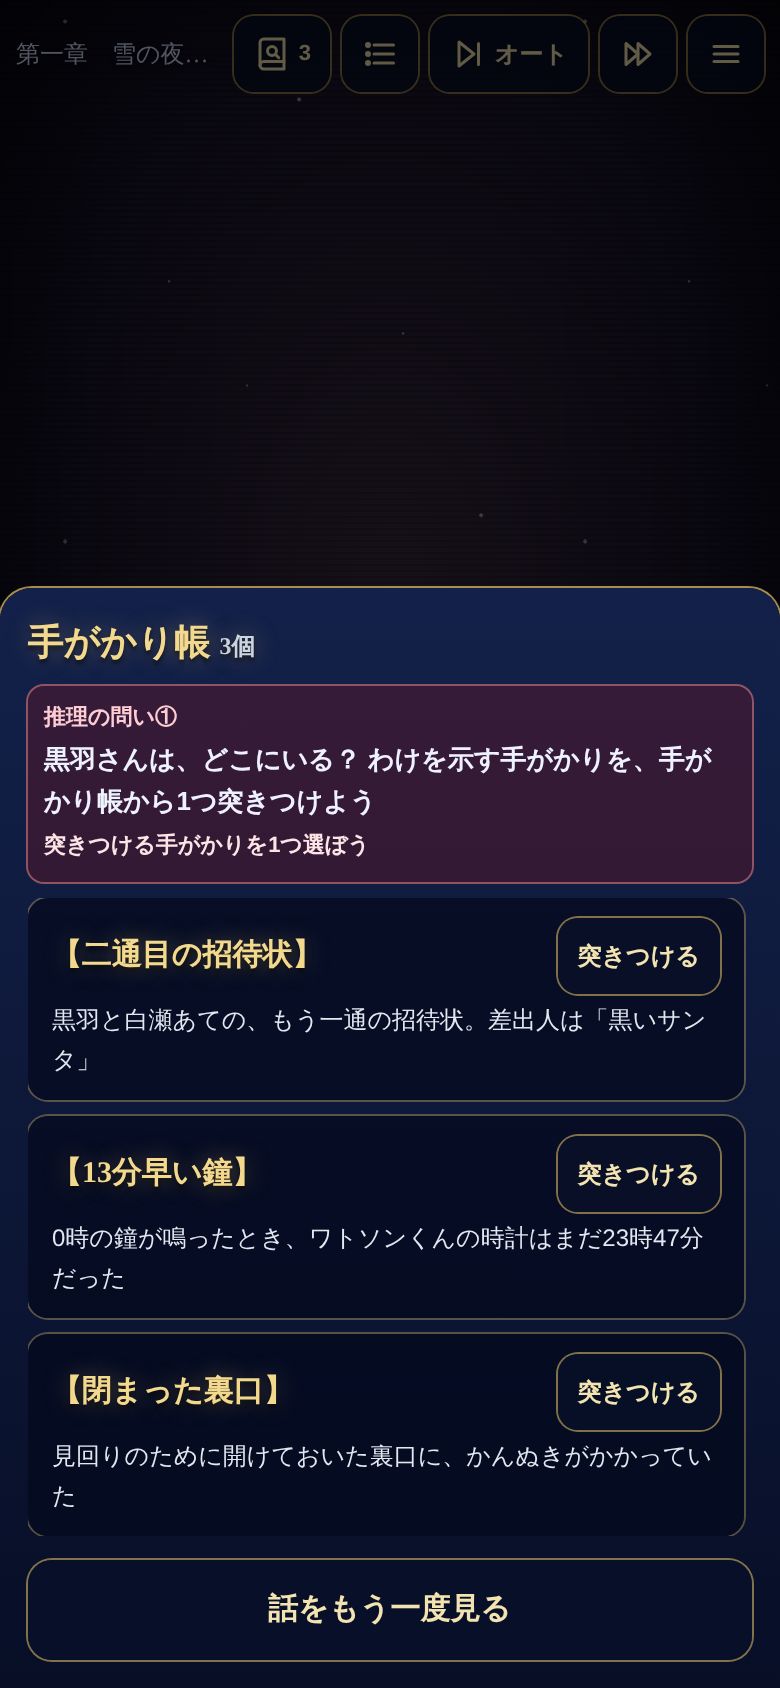 第一章　雪の夜…
3
オート
手がかり帳 3個
推理の問い①
黒羽さんは、どこにいる？ わけを示す手がかりを、手が
かり帳から1つ突きつけよう
突きつける手がかりを1つ選ぼう
【二通目の招待状】
突きつける
黒羽と白瀬あての、もう一通の招待状。差出人は「黒いサン
タ」
【13分早い鐘】
突きつける
0時の鐘が鳴ったとき、ワトソンくんの時計はまだ23時47分
だった
【閉まった裏口】
突きつける
見回りのために開けておいた裏口に、かんぬきがかかってい
た
話をもう一度見る